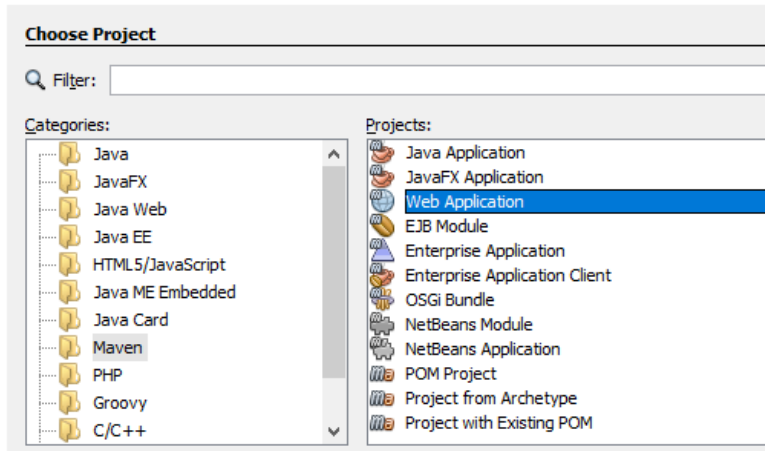 Choose Project
Filter:
Categories:
Java
JavaFX
Java Web
Java EE
HTML5/JavaScript
Java ME Embedded
Java Card
Maven
PHP
Groovy
C/C++
Projects:
Java Application
JavaFX Application
Web Application
EJB Module
Enterprise Application
Enterprise Application Client
OSGi Bundle
NetBeans Module
NetBeans Application
POM Project
Project from Archetype
Project with Existing POM